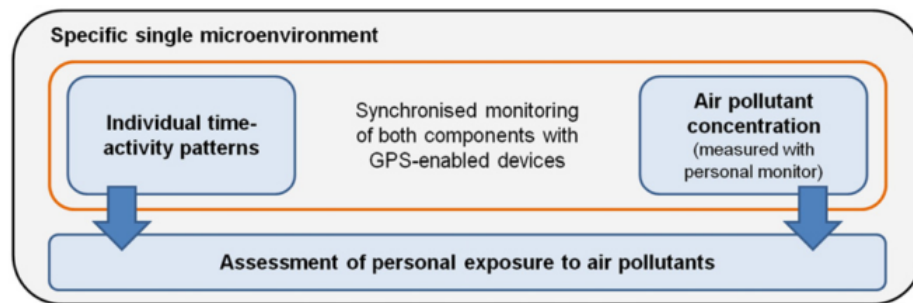 Specific single microenvironment
Individual time-
activity patterns
Synchronised monitoring
of both components with
GPS-enabled devices
Air pollutant
concentration
(measured with
personal monitor)
Assessment of personal exposure to air pollutants